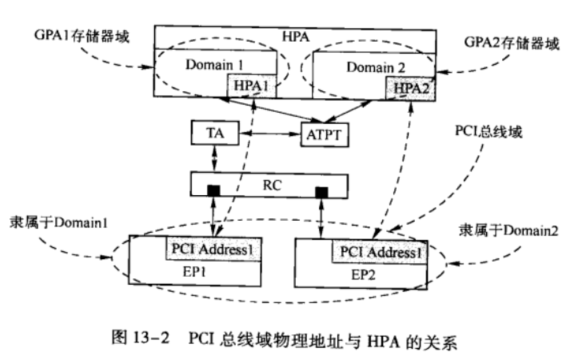 HPA
GPA1存储器域
GPA2存储器域
Domain 1
Domain 2
HPA1
HPA2
TA
ATPT
PCI总线域
RC
隶属于Domain1
隶属于Domain2
PCI Address1
PCI Address1
EP1
EP2
图 13-2 PCI 总线域物理地址与 HPA 的关系